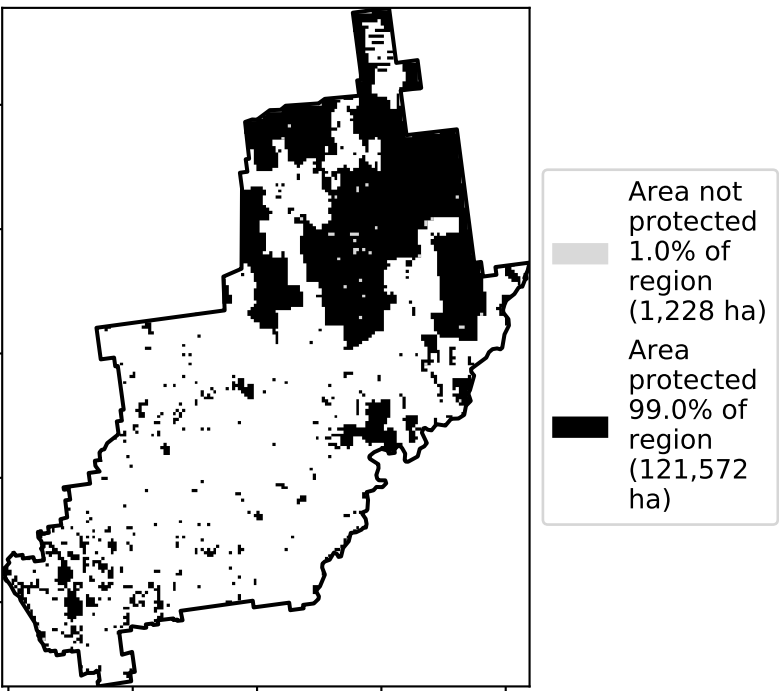 Area not
protected
1.0% of
region
(1,228 ha)
Area
protected
99.0% of
region
(121,572
ha)